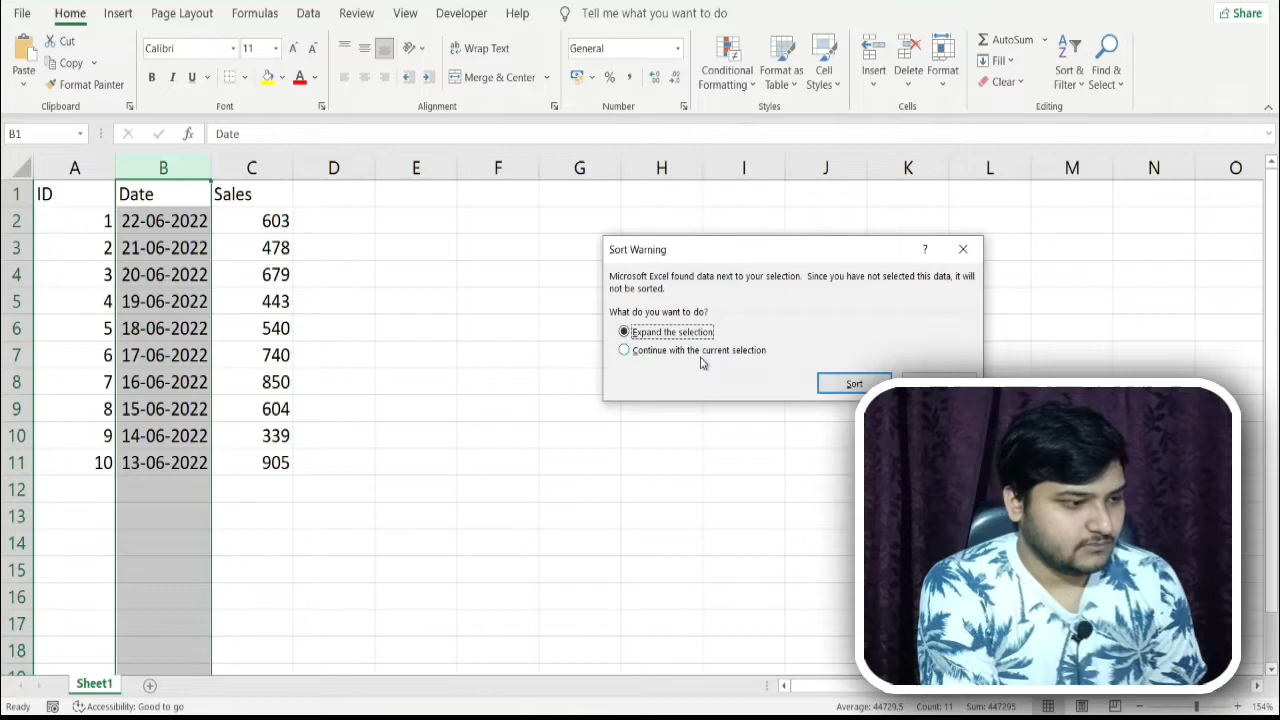 File Home Insert Page Layout Formulas Data Review View Developer Help Tell me what you want to do Share
Cut
Copy
Format Painter
Paste
Clipboard
Calibri 11
B I U
Font
Wrap Text
Merge & Center
Alignment
General
%
Number
Conditional
Formatting
Format as
Table
Cell
Styles
Styles
Insert
Delete
Format
Cells
AutoSum
Fill
Clear
Sort &
Filter
Find &
Select
Editing
B1 fx Date
A B C D E F G H I J K L M N O
1 ID Date Sales
2 1 22-06-2022 603
3 2 21-06-2022 478
4 3 20-06-2022 679
5 4 19-06-2022 443
6 5 18-06-2022 540
7 6 17-06-2022 740
8 7 16-06-2022 850
9 8 15-06-2022 604
10 9 14-06-2022 339
11 10 13-06-2022 905
12
13
14
15
16
17
18
Sort Warning ?
Microsoft Excel found data next to your selection. Since you have not selected this data, it will
not be sorted.
What do you want to do?
Expand the selection
Continue with the current selection
Sort
Sheet1
Ready Accessibility: Good to go Average: 44729.5 Count: 11 Sum: 447295 154%